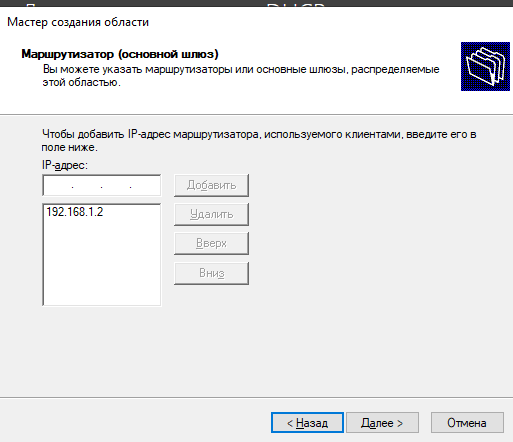 Мастер создания области
Маршрутизатор (основной шлюз)
Вы можете указать маршрутизаторы или основные шлюзы, распределяемые
этой областью.
Чтобы добавить IP-адрес маршрутизатора, используемого клиентами, введите его в
поле ниже.
IP-адрес:
. . .
Добавить
192.168.1.2
Удалить
Вверх
Вниз
< Назад
Далее >
Отмена